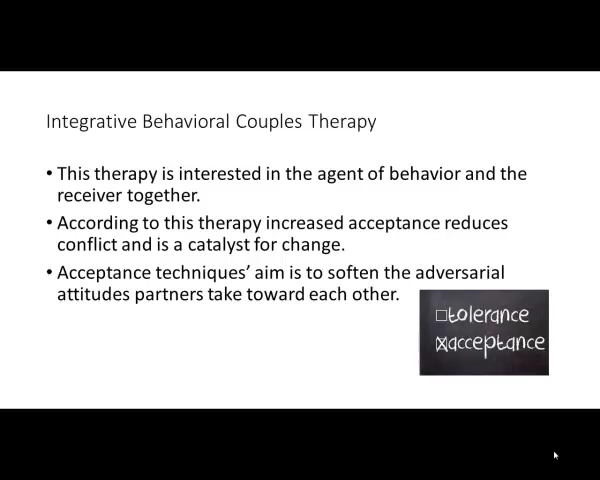 Integrative Behavioral Couples Therapy
• This therapy is interested in the agent of behavior and the
receiver together.
• According to this therapy increased acceptance reduces
conflict and is a catalyst for change.
• Acceptance techniques’ aim is to soften the adversarial
attitudes partners take toward each other.
☐tolerance
☒acceptance